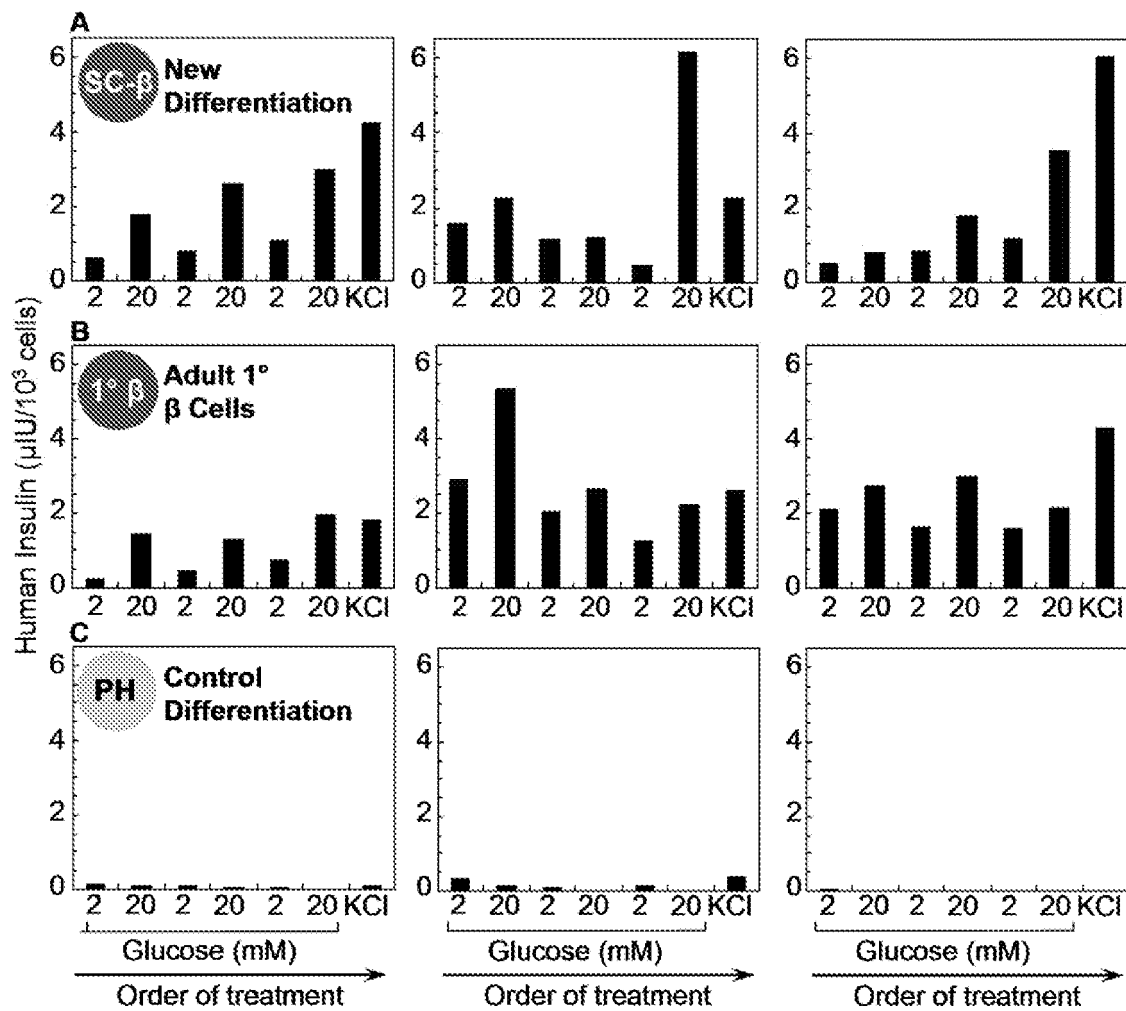 A
SC-β New
Differentiation
6
4
2
0
2 20 2 20 2 20 KCl
6
4
2
0
2 20 2 20 2 20 KCl
6
4
2
0
2 20 2 20 2 20 KCl
Human Insulin (µIU/10³ cells)
B
1° β Adult 1°
β Cells
6
4
2
0
2 20 2 20 2 20 KCl
6
4
2
0
2 20 2 20 2 20 KCl
6
4
2
0
2 20 2 20 2 20 KCl
C
PH Control
Differentiation
6
4
2
0
2 20 2 20 2 20 KCl
6
4
2
0
2 20 2 20 2 20 KCl
6
4
2
0
2 20 2 20 2 20 KCl
Glucose (mM) Glucose (mM) Glucose (mM)
Order of treatment Order of treatment Order of treatment